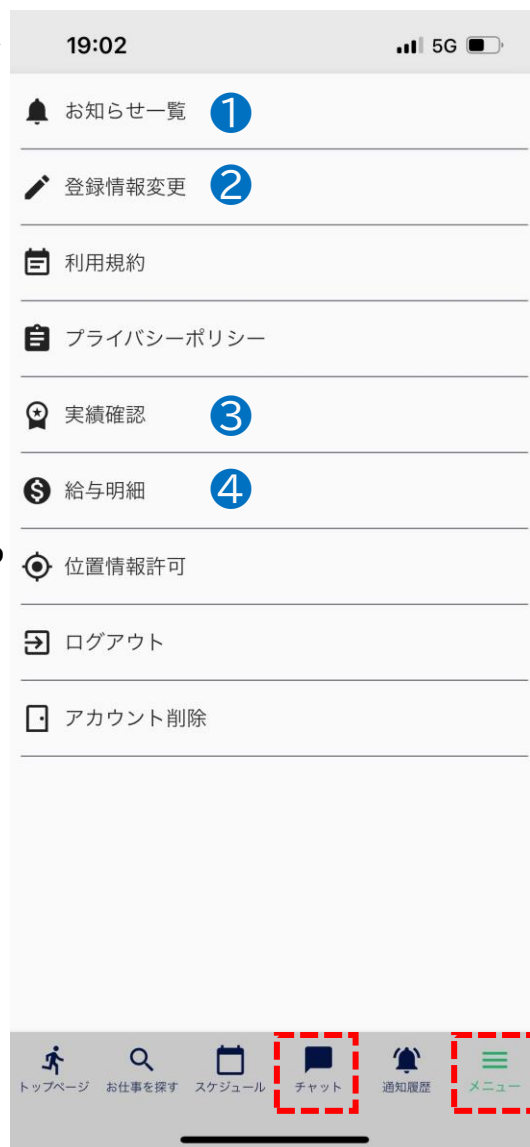 19:02 5G
お知らせ一覧 ❶
登録情報変更 ❷
利用規約
プライバシーポリシー
実績確認 ❸
給与明細 ❹
位置情報許可
ログアウト
アカウント削除
トップページ お仕事を探す スケジュール チャット 通知履歴 メニュー